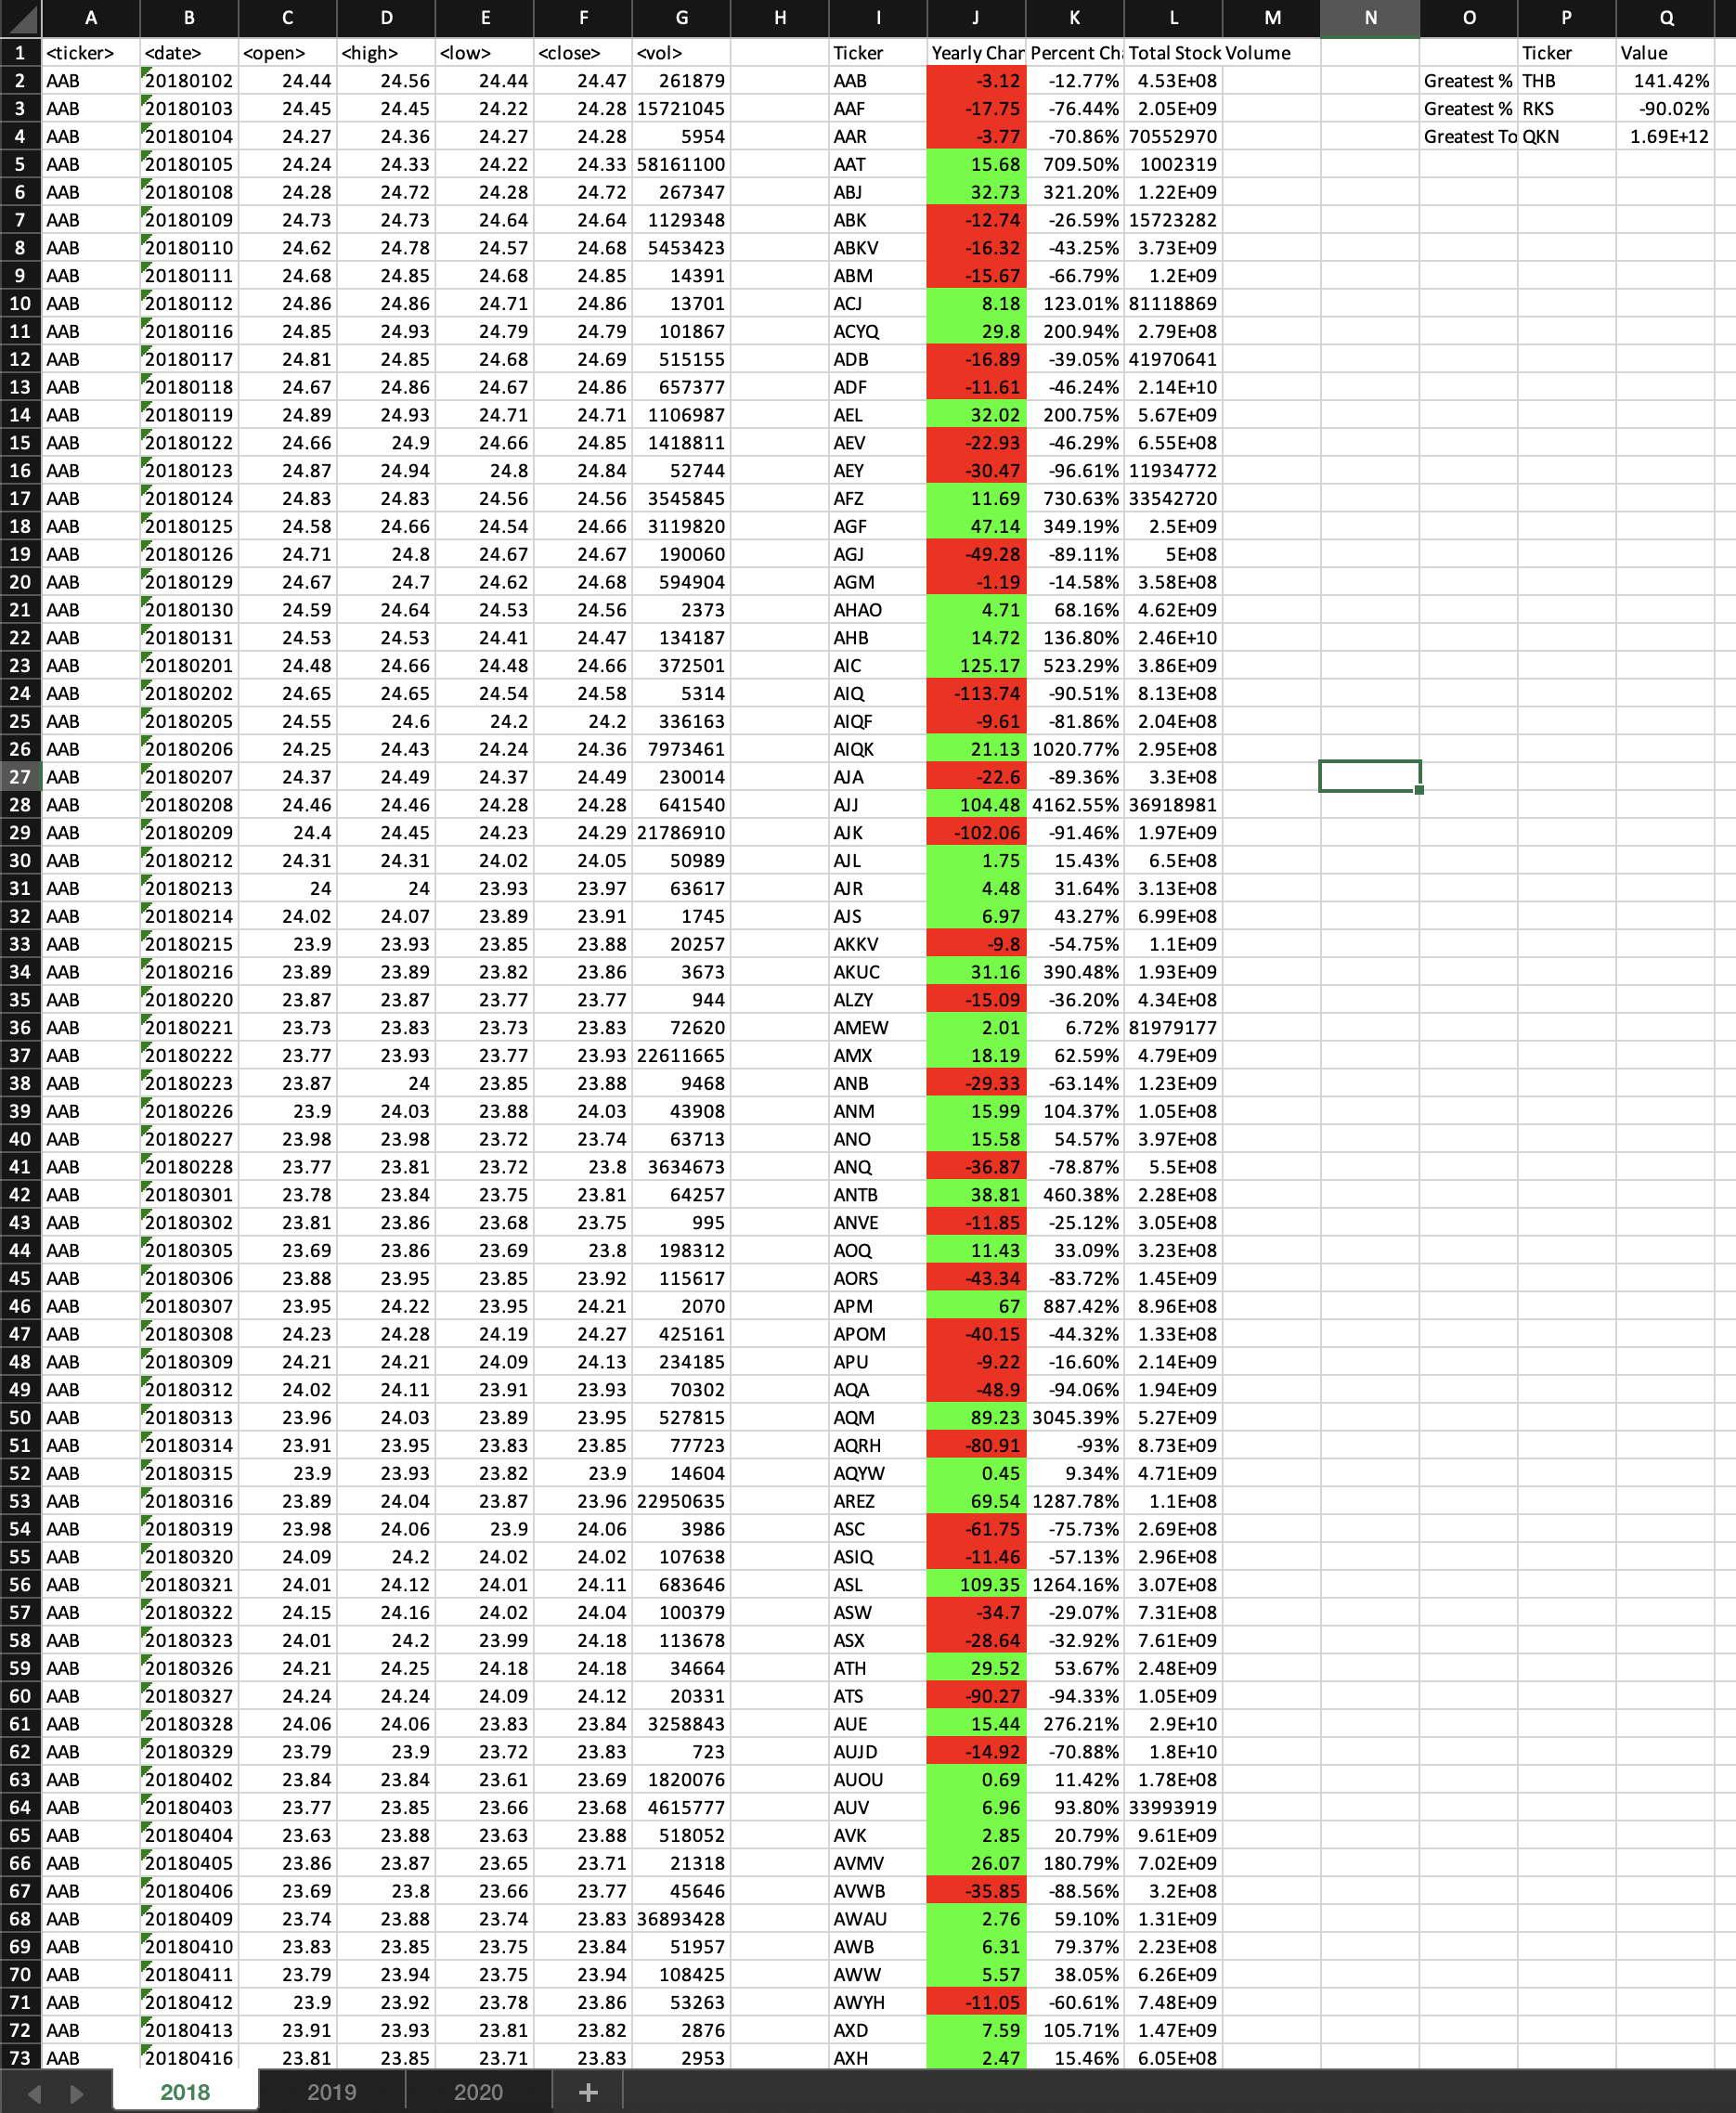 A B C D E F G H I J K L M N O P Q
1 <ticker> <date> <open> <high> <low> <close> <vol> Ticker Yearly Char Percent Cha Total Stock Volume Ticker Value
2 AAB 20180102 24.44 24.56 24.44 24.47 261879 AAB -3.12 -12.77% 4.53E+08 Greatest % THB 141.42%
3 AAB 20180103 24.45 24.45 24.22 24.28 15721045 AAF -17.75 -76.44% 2.05E+09 Greatest % RKS -90.02%
4 AAB 20180104 24.27 24.36 24.27 24.28 5954 AAR -3.77 -70.86% 70552970 Greatest To QKN 1.69E+12
5 AAB 20180105 24.24 24.33 24.22 24.33 58161100 AAT 15.68 709.50% 1002319
6 AAB 20180108 24.28 24.72 24.28 24.72 267347 ABJ 32.73 321.20% 1.22E+09
7 AAB 20180109 24.73 24.73 24.64 24.64 1129348 ABK -12.74 -26.59% 15723282
8 AAB 20180110 24.62 24.78 24.57 24.68 5453423 ABKV -16.32 -43.25% 3.73E+09
9 AAB 20180111 24.68 24.85 24.68 24.85 14391 ABM -15.67 -66.79% 1.2E+09
10 AAB 20180112 24.86 24.86 24.71 24.86 13701 ACJ 8.18 123.01% 81118869
11 AAB 20180116 24.85 24.93 24.79 24.79 101867 ACYQ 29.8 200.94% 2.79E+08
12 AAB 20180117 24.81 24.85 24.68 24.69 515155 ADB -16.89 -39.05% 41970641
13 AAB 20180118 24.67 24.86 24.67 24.86 657377 ADF -11.61 -46.24% 2.14E+10
14 AAB 20180119 24.89 24.93 24.71 24.71 1106987 AEL 32.02 200.75% 5.67E+09
15 AAB 20180122 24.66 24.9 24.66 24.85 1418811 AEV -22.93 -46.29% 6.55E+08
16 AAB 20180123 24.87 24.94 24.8 24.84 52744 AEY -30.47 -96.61% 11934772
17 AAB 20180124 24.83 24.83 24.56 24.56 3545845 AFZ 11.69 730.63% 33542720
18 AAB 20180125 24.58 24.66 24.54 24.66 3119820 AGF 47.14 349.19% 2.5E+09
19 AAB 20180126 24.71 24.8 24.67 24.67 190060 AGJ -49.28 -89.11% 5E+08
20 AAB 20180129 24.67 24.7 24.62 24.68 594904 AGM -1.19 -14.58% 3.58E+08
21 AAB 20180130 24.59 24.64 24.53 24.56 2373 AHAO 4.71 68.16% 4.62E+09
22 AAB 20180131 24.53 24.53 24.41 24.47 134187 AHB 14.72 136.80% 2.46E+10
23 AAB 20180201 24.48 24.66 24.48 24.66 372501 AIC 125.17 523.29% 3.86E+09
24 AAB 20180202 24.65 24.65 24.54 24.58 5314 AIQ -113.74 -90.51% 8.13E+08
25 AAB 20180205 24.55 24.6 24.2 24.2 336163 AIQF -9.61 -81.86% 2.04E+08
26 AAB 20180206 24.25 24.43 24.24 24.36 7973461 AIQK 21.13 1020.77% 2.95E+08
27 AAB 20180207 24.37 24.49 24.37 24.49 230014 AJA -22.6 -89.36% 3.3E+08
28 AAB 20180208 24.46 24.46 24.28 24.28 641540 AJJ 104.48 4162.55% 36918981
29 AAB 20180209 24.4 24.45 24.23 24.29 21786910 AJK -102.06 -91.46% 1.97E+09
30 AAB 20180212 24.31 24.31 24.02 24.05 50989 AJL 1.75 15.43% 6.5E+08
31 AAB 20180213 24 24 23.93 23.97 63617 AJR 4.48 31.64% 3.13E+08
32 AAB 20180214 24.02 24.07 23.89 23.91 1745 AJS 6.97 43.27% 6.99E+08
33 AAB 20180215 23.9 23.93 23.85 23.88 20257 AKKV -9.8 -54.75% 1.1E+09
34 AAB 20180216 23.89 23.89 23.82 23.86 3673 AKUC 31.16 390.48% 1.93E+09
35 AAB 20180220 23.87 23.87 23.77 23.77 944 ALZY -15.09 -36.20% 4.34E+08
36 AAB 20180221 23.73 23.83 23.73 23.83 72620 AMEW 2.01 6.72% 81979177
37 AAB 20180222 23.77 23.93 23.77 23.93 22611665 AMX 18.19 62.59% 4.79E+09
38 AAB 20180223 23.87 24 23.85 23.88 9468 ANB -29.33 -63.14% 1.23E+09
39 AAB 20180226 23.9 24.03 23.88 24.03 43908 ANM 15.99 104.37% 1.05E+08
40 AAB 20180227 23.98 23.98 23.72 23.74 63713 ANO 15.58 54.57% 3.97E+08
41 AAB 20180228 23.77 23.81 23.72 23.8 3634673 ANQ -36.87 -78.87% 5.5E+08
42 AAB 20180301 23.78 23.84 23.75 23.81 64257 ANTB 38.81 460.38% 2.28E+08
43 AAB 20180302 23.81 23.86 23.68 23.75 995 ANVE -11.85 -25.12% 3.05E+08
44 AAB 20180305 23.69 23.86 23.69 23.8 198312 AOQ 11.43 33.09% 3.23E+08
45 AAB 20180306 23.88 23.95 23.85 23.92 115617 AORS -43.34 -83.72% 1.45E+09
46 AAB 20180307 23.95 24.22 23.95 24.21 2070 APM 67 887.42% 8.96E+08
47 AAB 20180308 24.23 24.28 24.19 24.27 425161 APOM -40.15 -44.32% 1.33E+08
48 AAB 20180309 24.21 24.21 24.09 24.13 234185 APU -9.22 -16.60% 2.14E+09
49 AAB 20180312 24.02 24.11 23.91 23.93 70302 AQA -48.9 -94.06% 1.94E+09
50 AAB 20180313 23.96 24.03 23.89 23.95 527815 AQM 89.23 3045.39% 5.27E+09
51 AAB 20180314 23.91 23.95 23.83 23.85 77723 AQRH -80.91 -93% 8.73E+09
52 AAB 20180315 23.9 23.93 23.82 23.9 14604 AQYW 0.45 9.34% 4.71E+09
53 AAB 20180316 23.89 24.04 23.87 23.96 22950635 AREZ 69.54 1287.78% 1.1E+08
54 AAB 20180319 23.98 24.06 23.9 24.06 3986 ASC -61.75 -75.73% 2.69E+08
55 AAB 20180320 24.09 24.2 24.02 24.02 107638 ASIQ -11.46 -57.13% 2.96E+08
56 AAB 20180321 24.01 24.12 24.01 24.11 683646 ASL 109.35 1264.16% 3.07E+08
57 AAB 20180322 24.15 24.16 24.02 24.04 100379 ASW -34.7 -29.07% 7.31E+08
58 AAB 20180323 24.01 24.2 23.99 24.18 113678 ASX -28.64 -32.92% 7.61E+09
59 AAB 20180326 24.21 24.25 24.18 24.18 34664 ATH 29.52 53.67% 2.48E+09
60 AAB 20180327 24.24 24.24 24.09 24.12 20331 ATS -90.27 -94.33% 1.05E+09
61 AAB 20180328 24.06 24.06 23.83 23.84 3258843 AUE 15.44 276.21% 2.9E+10
62 AAB 20180329 23.79 23.9 23.72 23.83 723 AUJD -14.92 -70.88% 1.8E+10
63 AAB 20180402 23.84 23.84 23.61 23.69 1820076 AUOU 0.69 11.42% 1.78E+08
64 AAB 20180403 23.77 23.85 23.66 23.68 4615777 AUV 6.96 93.80% 33993919
65 AAB 20180404 23.63 23.88 23.63 23.88 518052 AVK 2.85 20.79% 9.61E+09
66 AAB 20180405 23.86 23.87 23.65 23.71 21318 AVMV 26.07 180.79% 7.02E+09
67 AAB 20180406 23.69 23.8 23.66 23.77 45646 AVWB -35.85 -88.56% 3.2E+08
68 AAB 20180409 23.74 23.88 23.74 23.83 36893428 AWAU 2.76 59.10% 1.31E+09
69 AAB 20180410 23.83 23.85 23.75 23.84 51957 AWB 6.31 79.37% 2.23E+08
70 AAB 20180411 23.79 23.94 23.75 23.94 108425 AWW 5.57 38.05% 6.26E+09
71 AAB 20180412 23.9 23.92 23.78 23.86 53263 AWYH -11.05 -60.61% 7.48E+09
72 AAB 20180413 23.91 23.93 23.81 23.82 2876 AXD 7.59 105.71% 1.47E+09
73 AAB 20180416 23.81 23.85 23.71 23.83 2953 AXH 2.47 15.46% 6.05E+08
2018 2019 2020 +